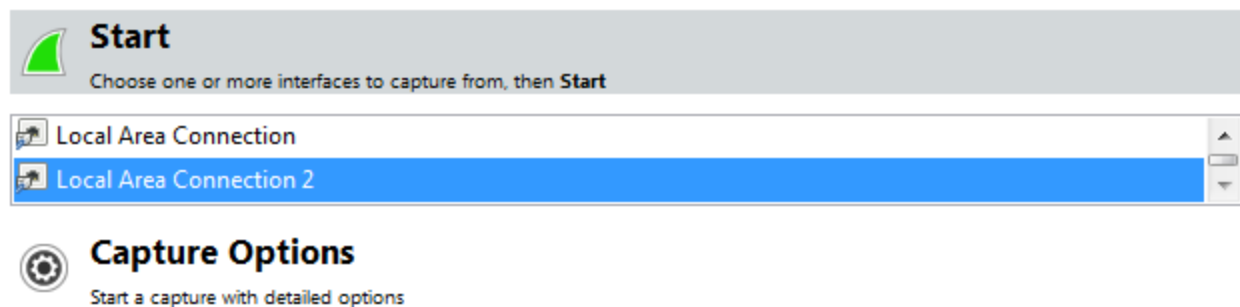 Start
Choose one or more interfaces to capture from, then Start
Local Area Connection
Local Area Connection 2
Capture Options
Start a capture with detailed options